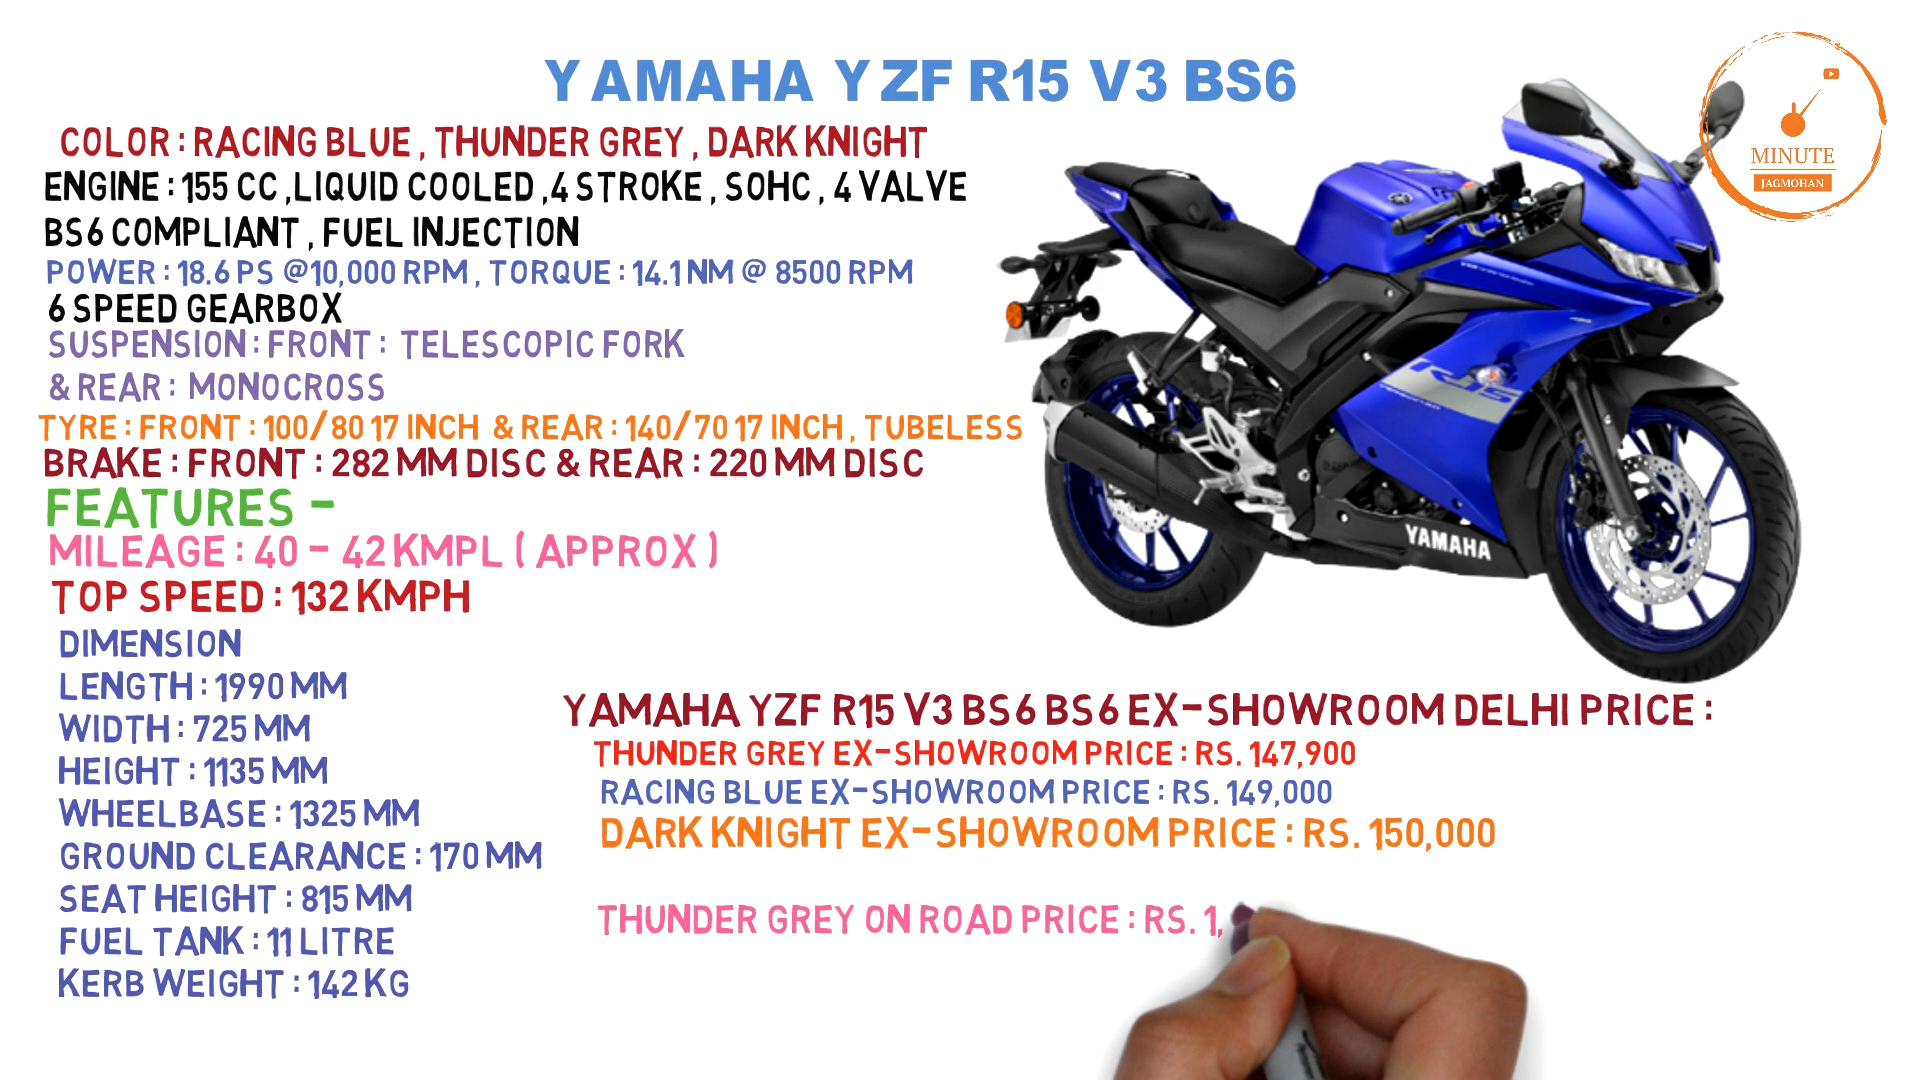 YAMAHA YZF R15 V3 BS6
COLOR : RACING BLUE , THUNDER GREY , DARK KNIGHT
ENGINE : 155 CC ,LIQUID COOLED ,4 STROKE , SOHC , 4 VALVE
BS6 COMPLIANT , FUEL INJECTION
POWER : 18.6 PS @10,000 RPM , TORQUE : 14.1 NM @ 8500 RPM
6 SPEED GEARBOX
SUSPENSION : FRONT : TELESCOPIC FORK
& REAR : MONOCROSS
TYRE : FRONT : 100/80 17 INCH & REAR : 140/70 17 INCH , TUBELESS
BRAKE : FRONT : 282 MM DISC & REAR : 220 MM DISC
FEATURES -
MILEAGE : 40 - 42 KMPL ( APPROX )
TOP SPEED : 132 KMPH
DIMENSION
LENGTH : 1990 MM
WIDTH : 725 MM
HEIGHT : 1135 MM
WHEELBASE : 1325 MM
GROUND CLEARANCE : 170 MM
SEAT HEIGHT : 815 MM
FUEL TANK : 11 LITRE
KERB WEIGHT : 142 KG
YAMAHA YZF R15 V3 BS6 BS6 EX-SHOWROOM DELHI PRICE :
THUNDER GREY EX-SHOWROOM PRICE : RS. 147,900
RACING BLUE EX-SHOWROOM PRICE : RS. 149,000
DARK KNIGHT EX-SHOWROOM PRICE : RS. 150,000
THUNDER GREY ON ROAD PRICE : RS. 1,
MINUTE
JAGMOHAN
R15
YAMAHA